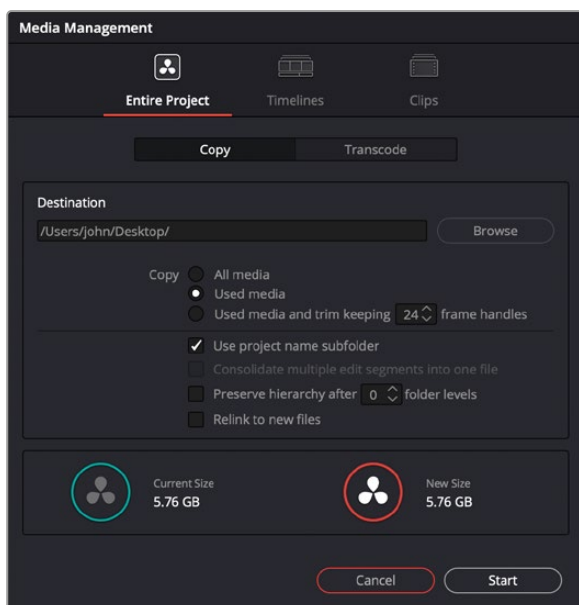 Media Management
Entire Project Timelines Clips
Copy Transcode
Destination
/Users/john/Desktop/ Browse
Copy All media
Used media
Used media and trim keeping 24 frame handles
Use project name subfolder
Consolidate multiple edit segments into one file
Preserve hierarchy after 0 folder levels
Relink to new files
Current Size New Size
5.76 GB 5.76 GB
Cancel Start